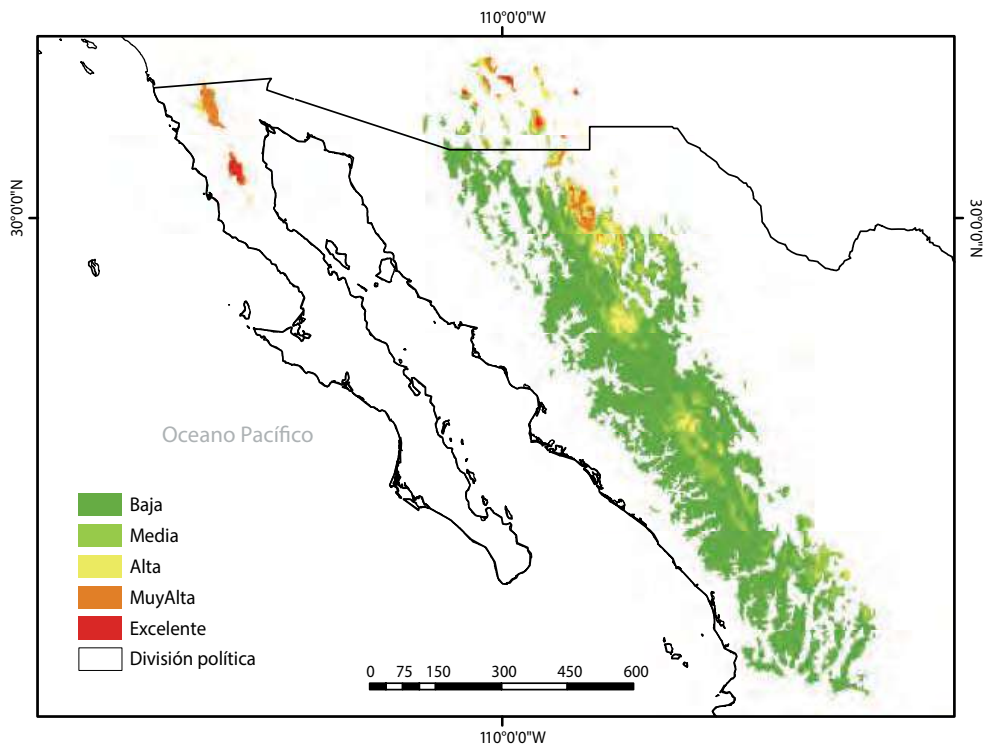 110°0'0"W
30°0'0"N
30°0'0"N
Oceano Pacífico
Baja
Media
Alta
MuyAlta
Excelente
División política
0 75 150 300 450 600
110°0'0"W